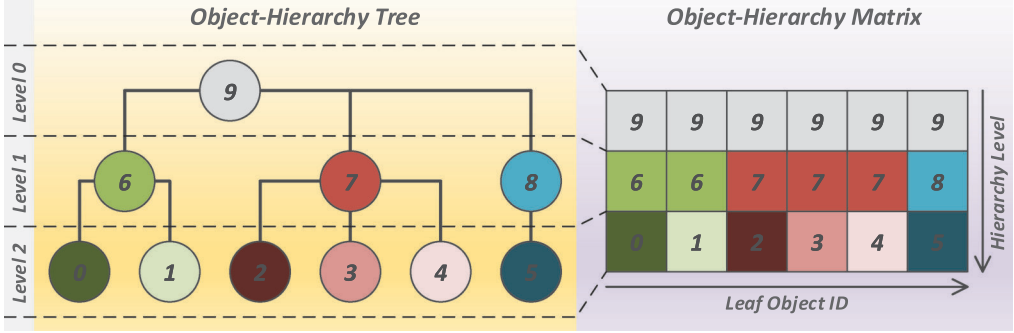 Object-Hierarchy Tree
Object-Hierarchy Matrix
Level 0
9
Level 1
6 7 8
Level 2
0 1 2 3 4 5
9 9 9 9 9 9
6 6 7 7 7 8
0 1 2 3 4 5
Hierarchy Level
Leaf Object ID